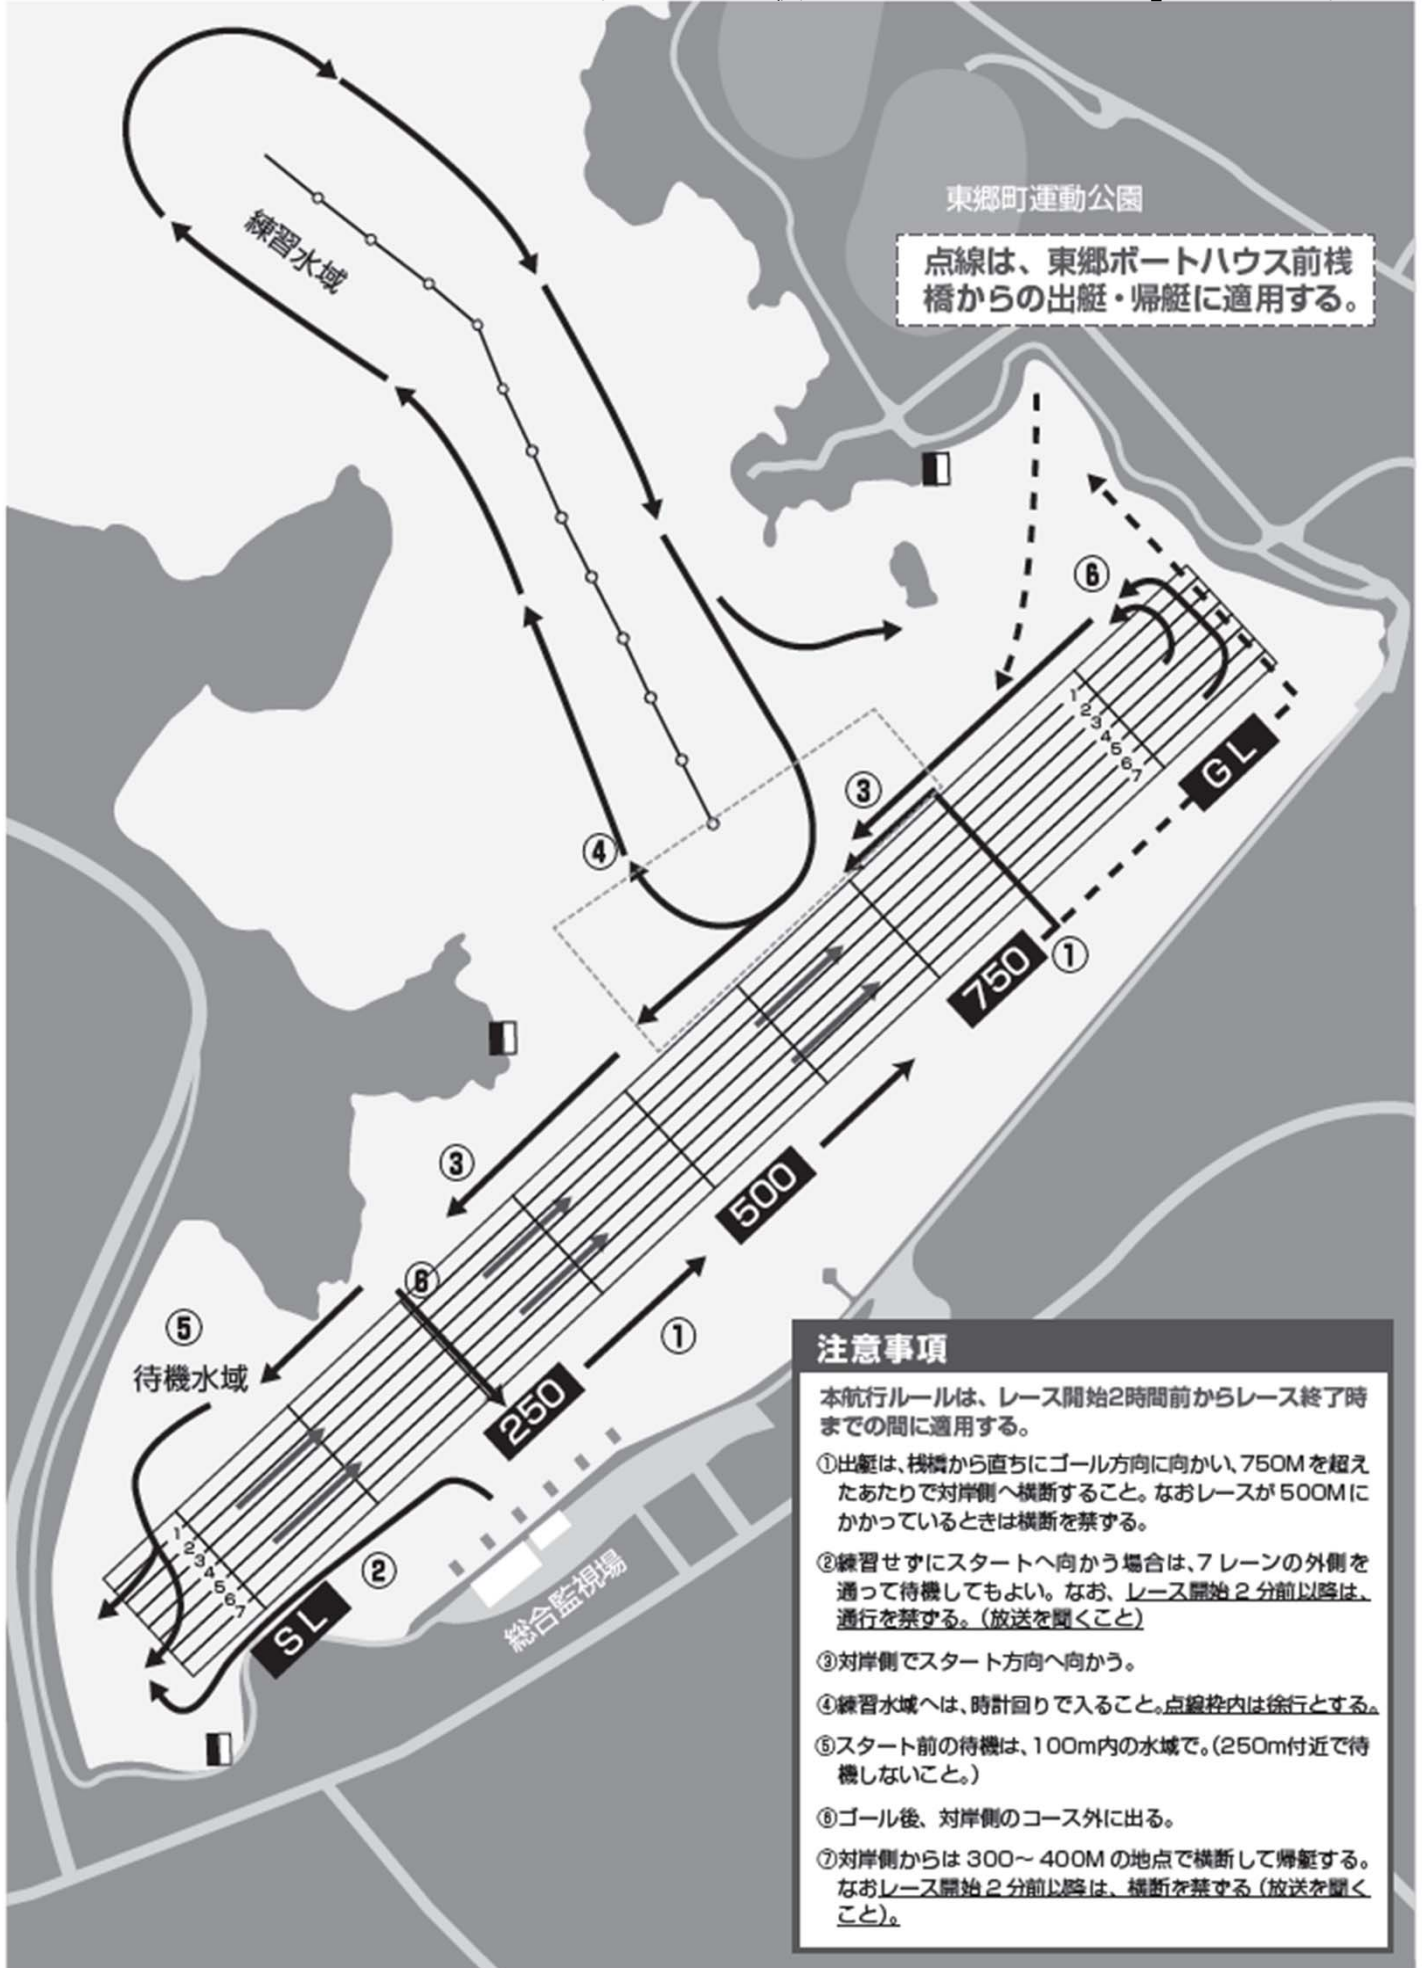 東郷町運動公園
点線は、東郷ボートハウス前桟
橋からの出艇・帰艇に適用する。
練習水域
⑥
1
2
3
4
5
6
7
GL
③
④
750
①
③
500
⑥
①
⑤
待機水域
250
1
2
3
4
5
6
7
②
SL
総合監視場
注意事項
本航行ルールは、レース開始2時間前からレース終了時
までの間に適用する。
①出艇は、桟橋から直ちにゴール方向に向かい、750Mを超え
たあたりで対岸側へ横断すること。なおレースが500Mに
かかっているときは横断を禁ずる。
②練習せずにスタートへ向かう場合は、7レーンの外側を
通って待機してもよい。なお、レース開始2分前以降は、
通行を禁ずる。(放送を聞くこと)
③対岸側でスタート方向へ向かう。
④練習水域へは、時計回りで入ること。点線枠内は徐行とする。
⑤スタート前の待機は、100m内の水域で。(250m付近で待
機しないこと。)
⑥ゴール後、対岸側のコース外に出る。
⑦対岸側からは300~400Mの地点で横断して帰艇する。
なおレース開始2分前以降は、横断を禁ずる(放送を聞く
こと)。